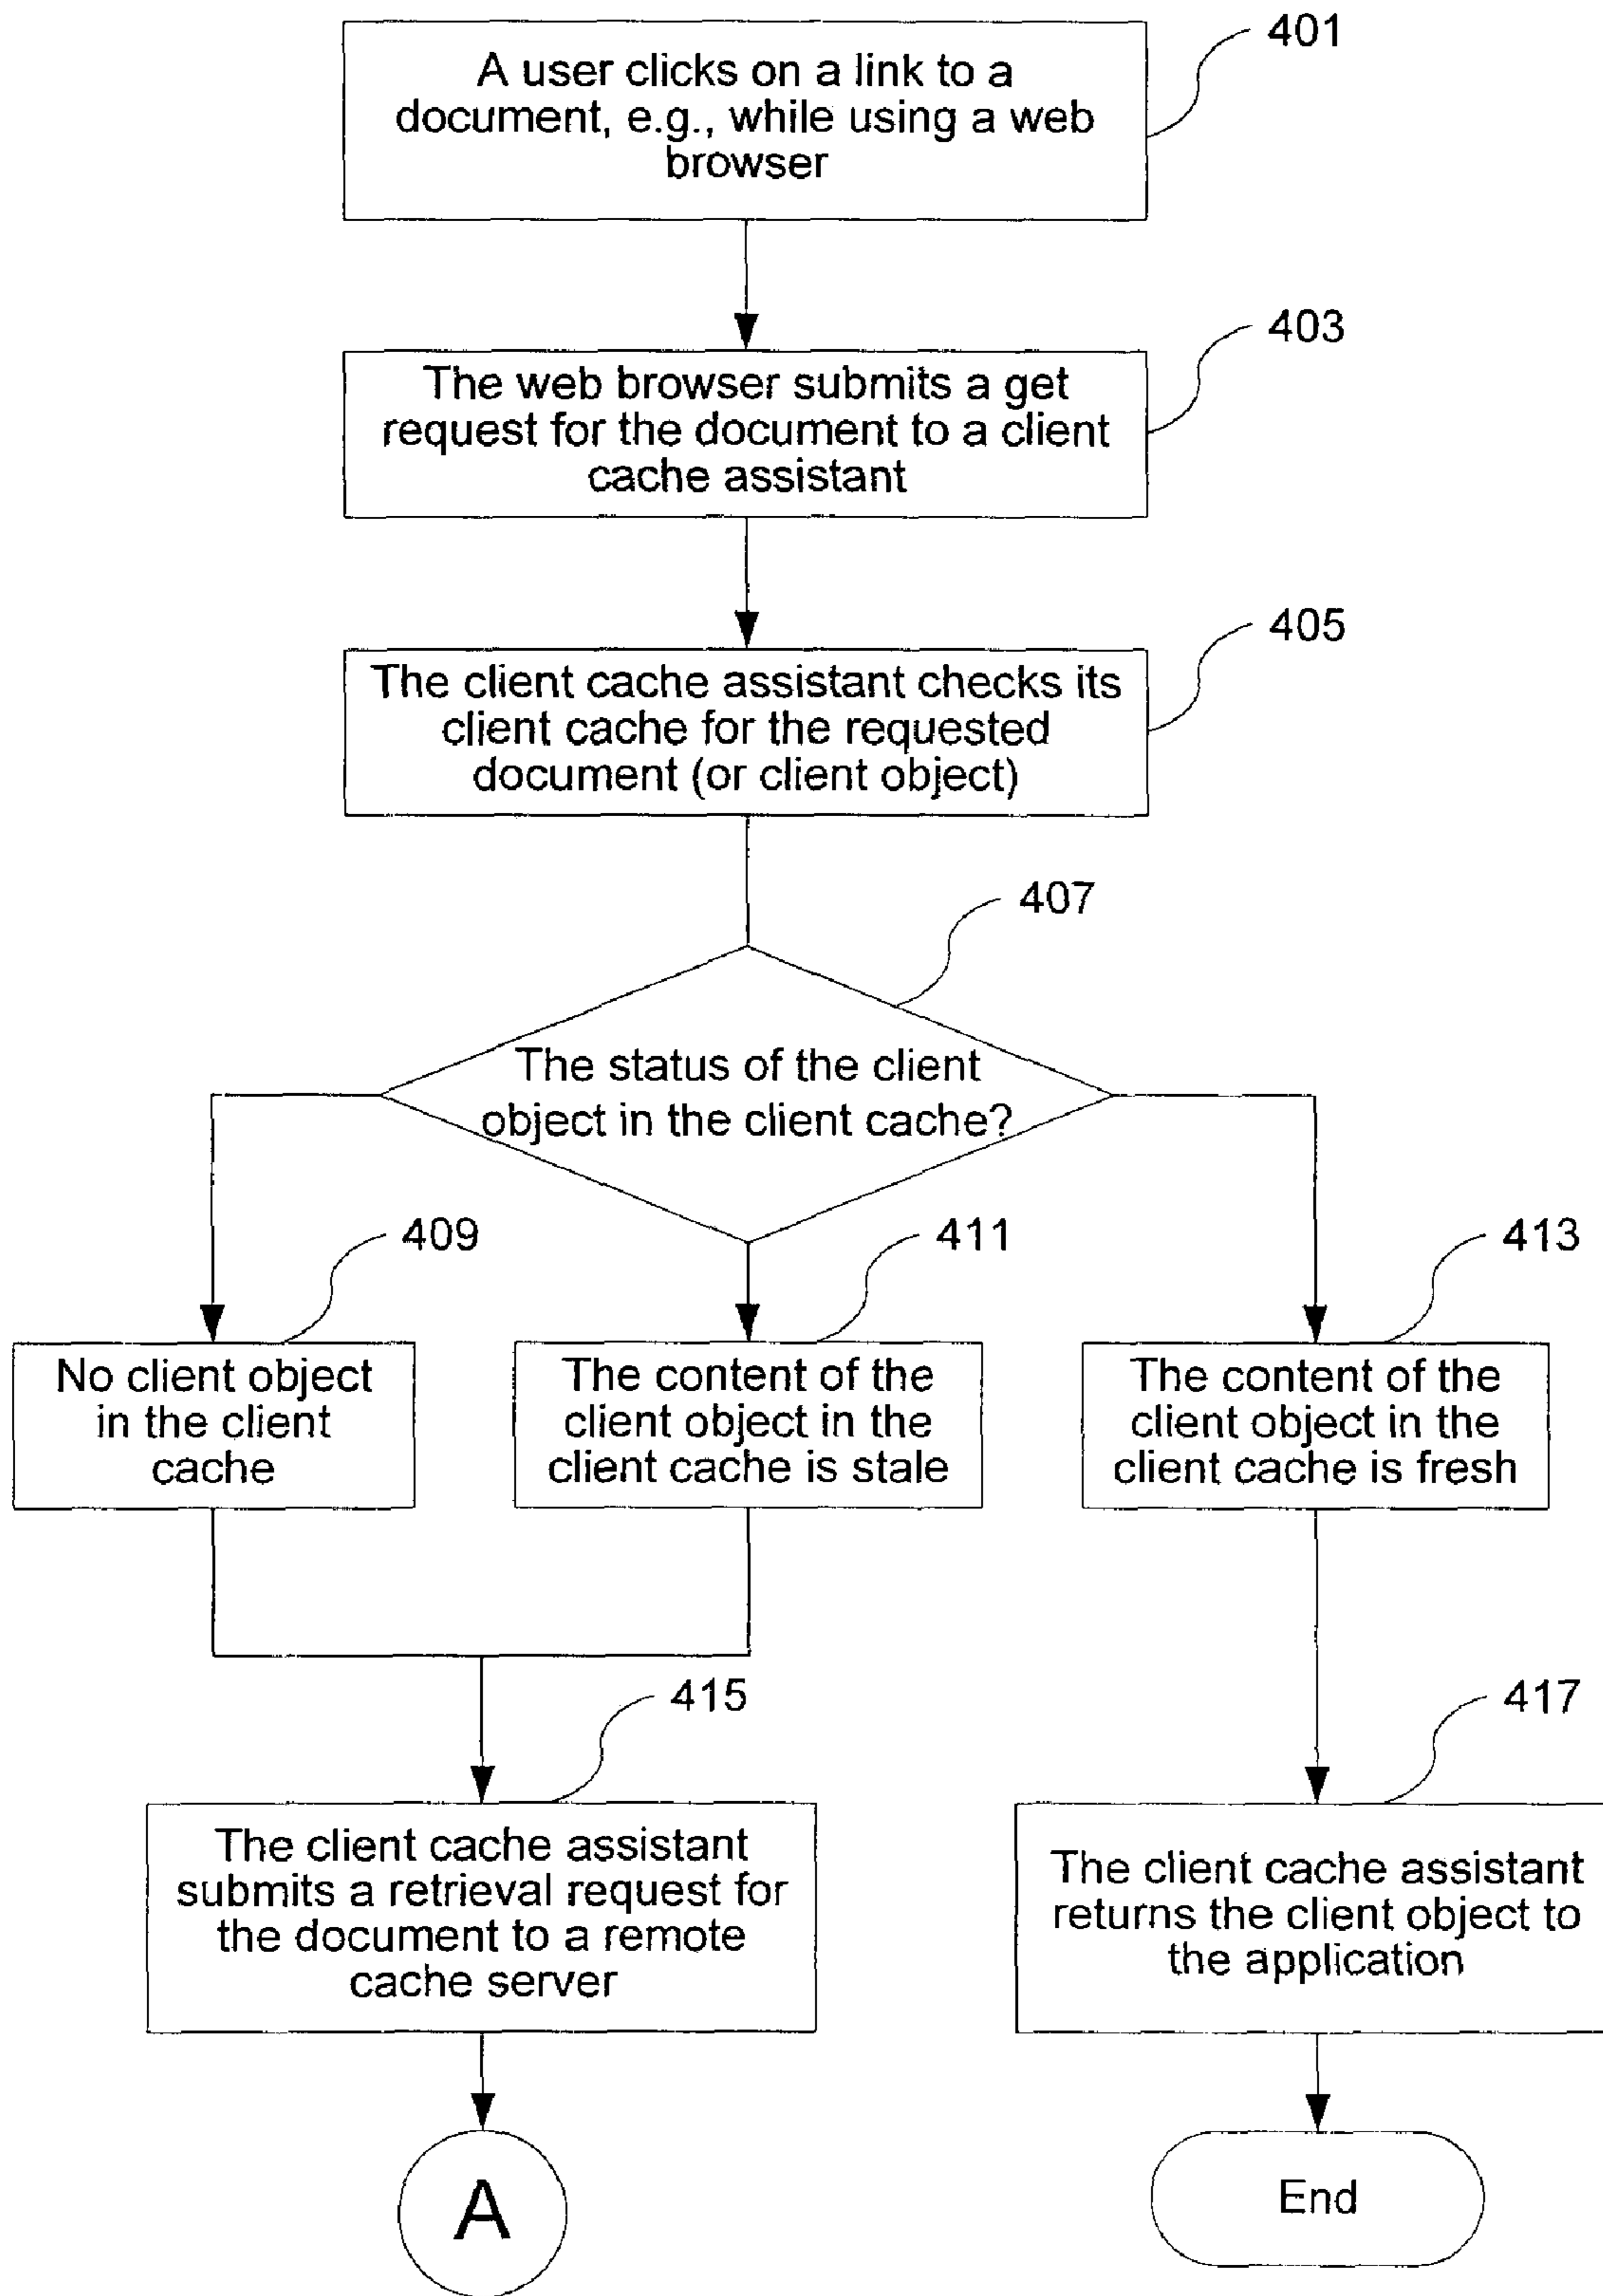 401
A user clicks on a link to a
document, e.g., while using a web
browser
403
The web browser submits a get
request for the document to a client
cache assistant
405
The client cache assistant checks its
client cache for the requested
document (or client object)
407
The status of the client
object in the client cache?
409
No client object
in the client
cache
411
The content of the
client object in the
client cache is stale
413
The content of the
client object in the
client cache is fresh
415
The client cache assistant
submits a retrieval request for
the document to a remote
cache server
417
The client cache assistant
returns the client object to
the application
A
End